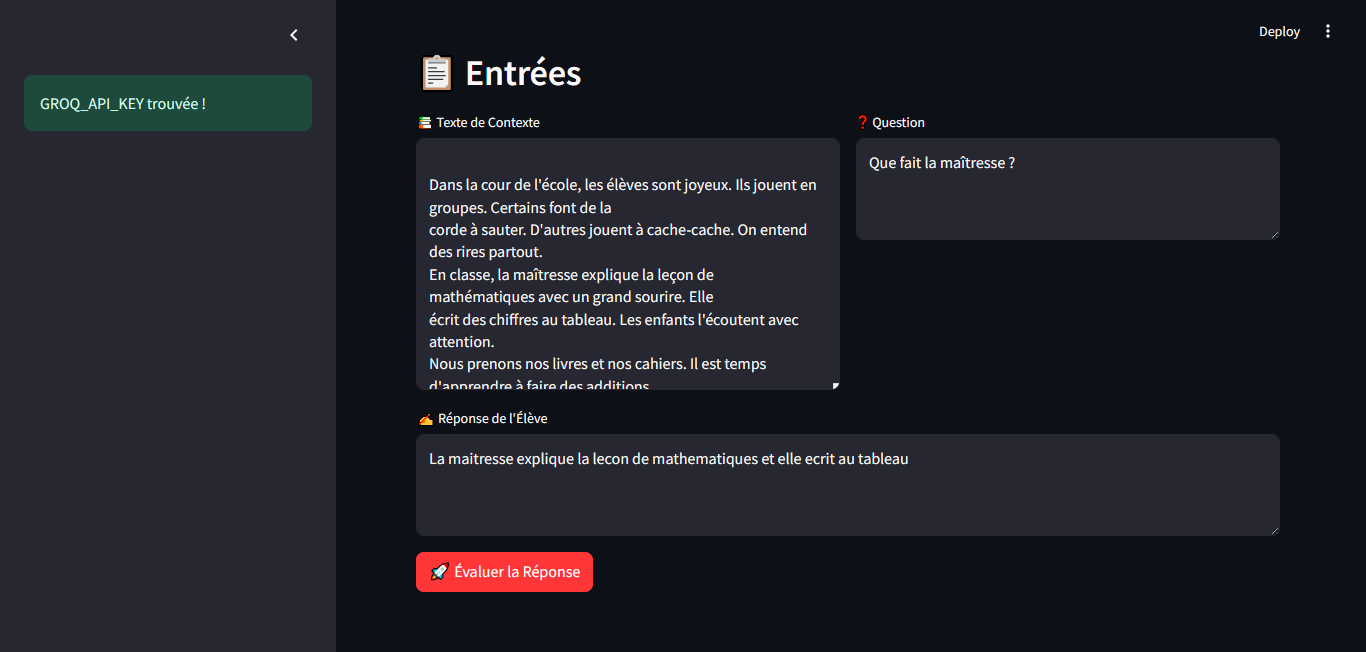 Deploy
GROQ_API_KEY trouvée !
📋 Entrées
📚 Texte de Contexte
Dans la cour de l'école, les élèves sont joyeux. Ils jouent en
groupes. Certains font de la
corde à sauter. D'autres jouent à cache-cache. On entend
des rires partout.
En classe, la maîtresse explique la leçon de
mathématiques avec un grand sourire. Elle
écrit des chiffres au tableau. Les enfants l'écoutent avec
attention.
Nous prenons nos livres et nos cahiers. Il est temps
d'apprendre à faire des additions.
❓ Question
Que fait la maîtresse ?
✍️ Réponse de l'Élève
La maitresse explique la lecon de mathematiques et elle ecrit au tableau
🚀 Évaluer la Réponse